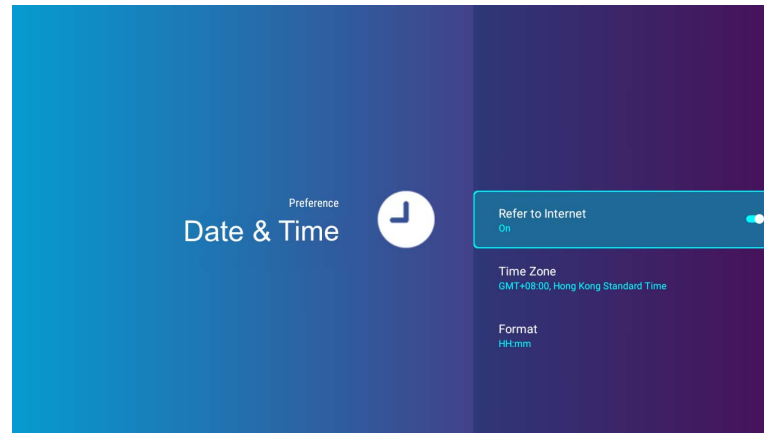 Preference
Date & Time
Refer to Internet
On
Time Zone
GMT+08:00, Hong Kong Standard Time
Format
HH:mm